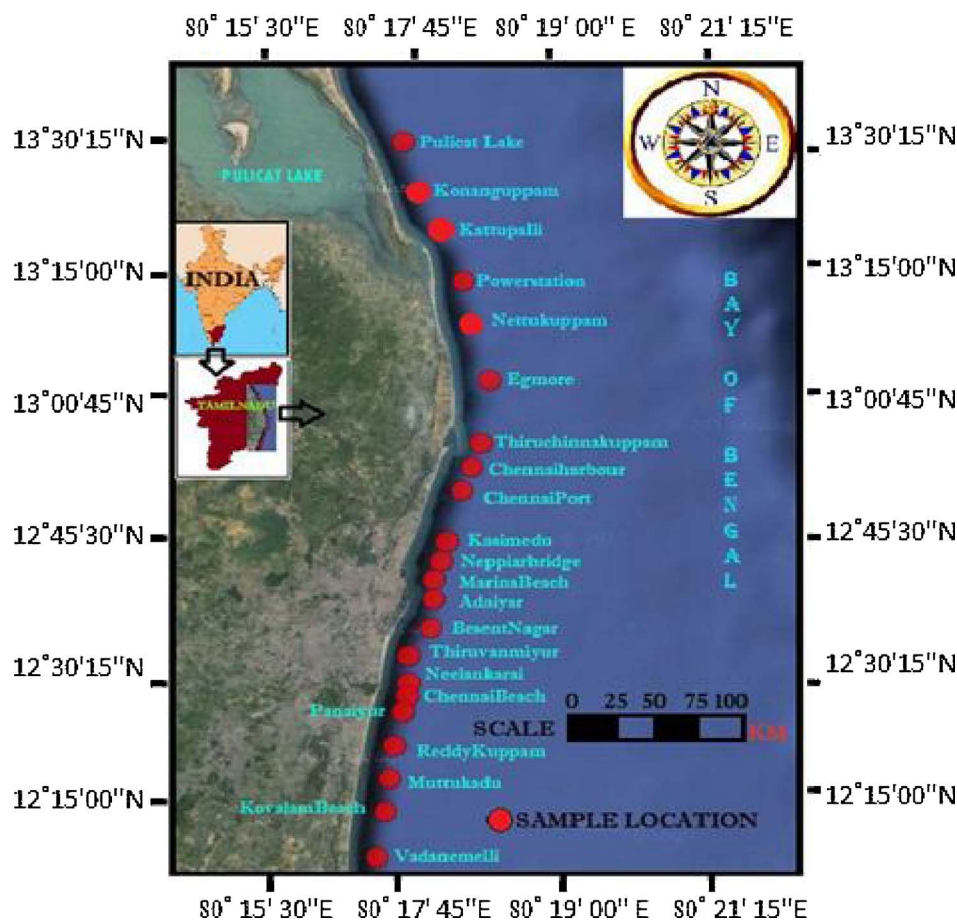 80° 15' 30"E 80° 17' 45"E 80° 19' 00"E 80° 21' 15"E
13°30'15"N
13°30'15"N
N
W
E
S
Pulicat Lake
PULICAT LAKE
Konanguppam
Kattupalli
13°15'00"N
13°15'00"N
INDIA
Powerstation
Nettukuppam
BAY OF BENGAL
Egmore
13°00'45"N
13°00'45"N
TAMILNADU
Thiruchinnakuppam
Chennaiharbour
ChennaiPort
12°45'30"N
12°45'30"N
Kasimedu
Neppiarbridge
MarinaBeach
Adaiyar
BesentNagar
Thiruvanmiyur
12°30'15"N
12°30'15"N
Neelankarai
ChennaiBeach
Panaiyur
0 25 50 75 100
SCALE
KM
ReddyKuppam
Muttukadu
12°15'00"N
12°15'00"N
KovalamBeach
SAMPLE LOCATION
Vadanemelli
80° 15' 30"E 80° 17' 45"E 80° 19' 00"E 80° 21' 15"E